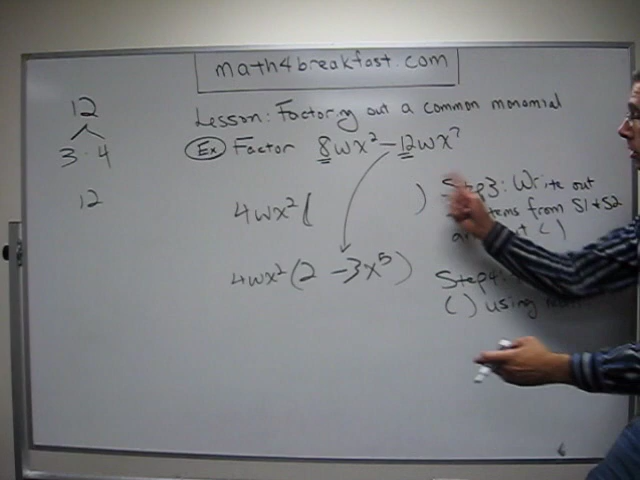 math4breakfast.com
12
3 · 4
12
Lesson: Factoring out a common monomial
Ex Factor 8wx² − 12wx⁷
4wx²( )
4wx²(2 − 3x⁵)
Step3: Write out
items from S1 & S2
( )
Step4:
( ) using